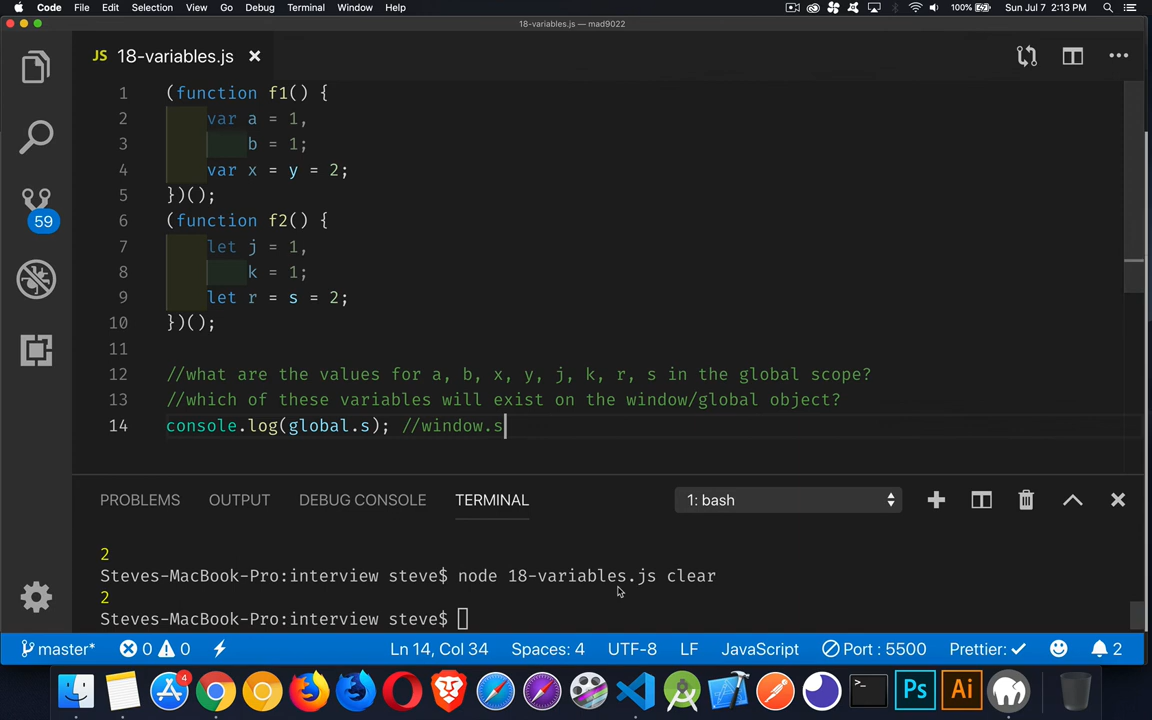 Code File Edit Selection View Go Debug Terminal Window Help 100% Sun Jul 7 2:13 PM
18-variables.js — mad9022
JS 18-variables.js
1 (function f1() {
2 var a = 1,
3 b = 1;
4 var x = y = 2;
5 })();
6 (function f2() {
7 let j = 1,
8 k = 1;
9 let r = s = 2;
10 })();
11
12 //what are the values for a, b, x, y, j, k, r, s in the global scope?
13 //which of these variables will exist on the window/global object?
14 console.log(global.s); //window.s
59
PROBLEMS OUTPUT DEBUG CONSOLE TERMINAL 1: bash
2
Steves-MacBook-Pro:interview steve$ node 18-variables.js clear
2
Steves-MacBook-Pro:interview steve$
master* 0 0 Ln 14, Col 34 Spaces: 4 UTF-8 LF JavaScript Port : 5500 Prettier: 2
4
>_ Ps Ai